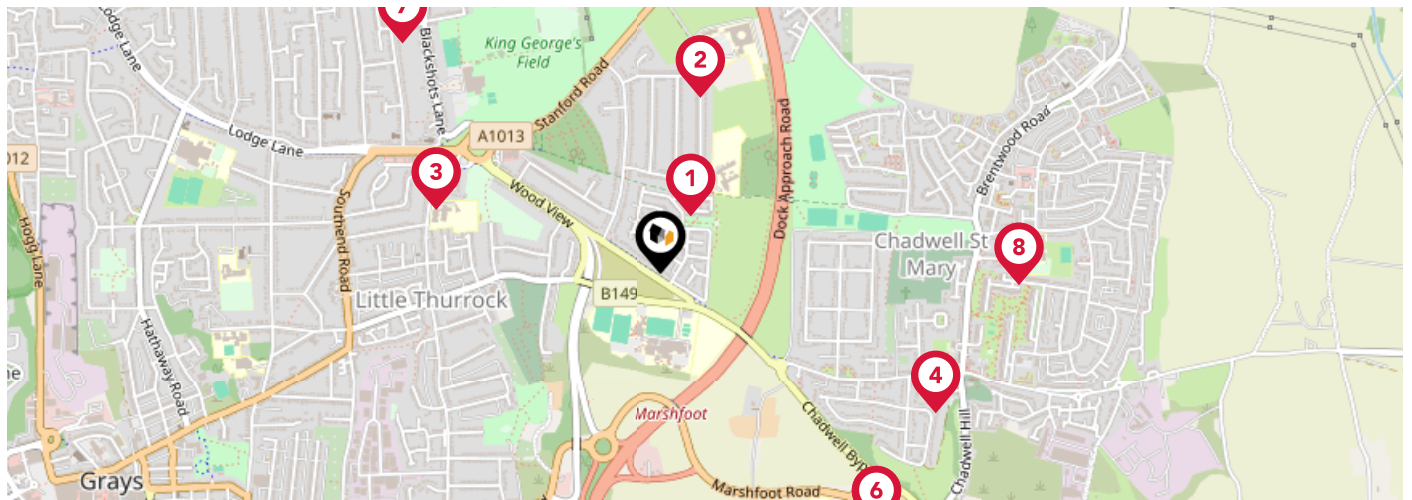 7
Lodge Lane
Blackshots Lane
King George's
Field
Stanford Road
2
Dock Approach Road
A1013
Lodge Lane
012
3
Wood View
1
Brentwood Road
Southend Road
Hogg Lane
Chadwell St
Mary
8
Little Thurrock
B149
Hathaway Road
ne
4
Marshfoot
Chadwell Byp
Chadwell Hill
Grays
Marshfoot Road
6